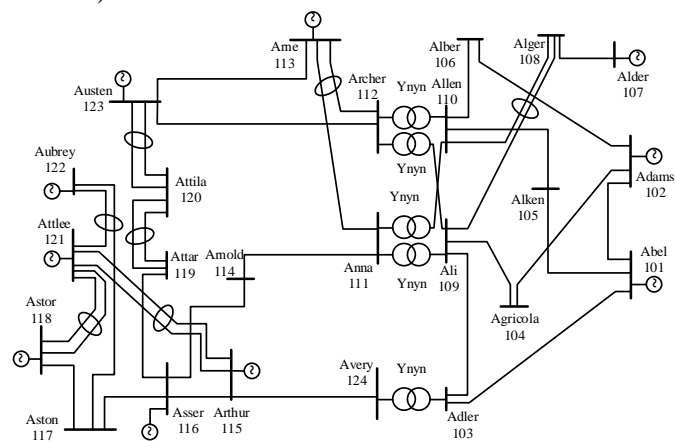 Arne
113
Alber
106
Alger
108
Alder
107
Austen
123
Archer
112
Ynyn
Allen
110
Ynyn
Aubrey
122
Attila
120
Adams
102
Ynyn
Alken
105
Attlee
121
Attar
119
Arnold
114
Anna
111
Ynyn
Ali
109
Abel
101
Astor
118
Agricola
104
Avery
124
Ynyn
Aston
117
Asser
116
Arthur
115
Adler
103